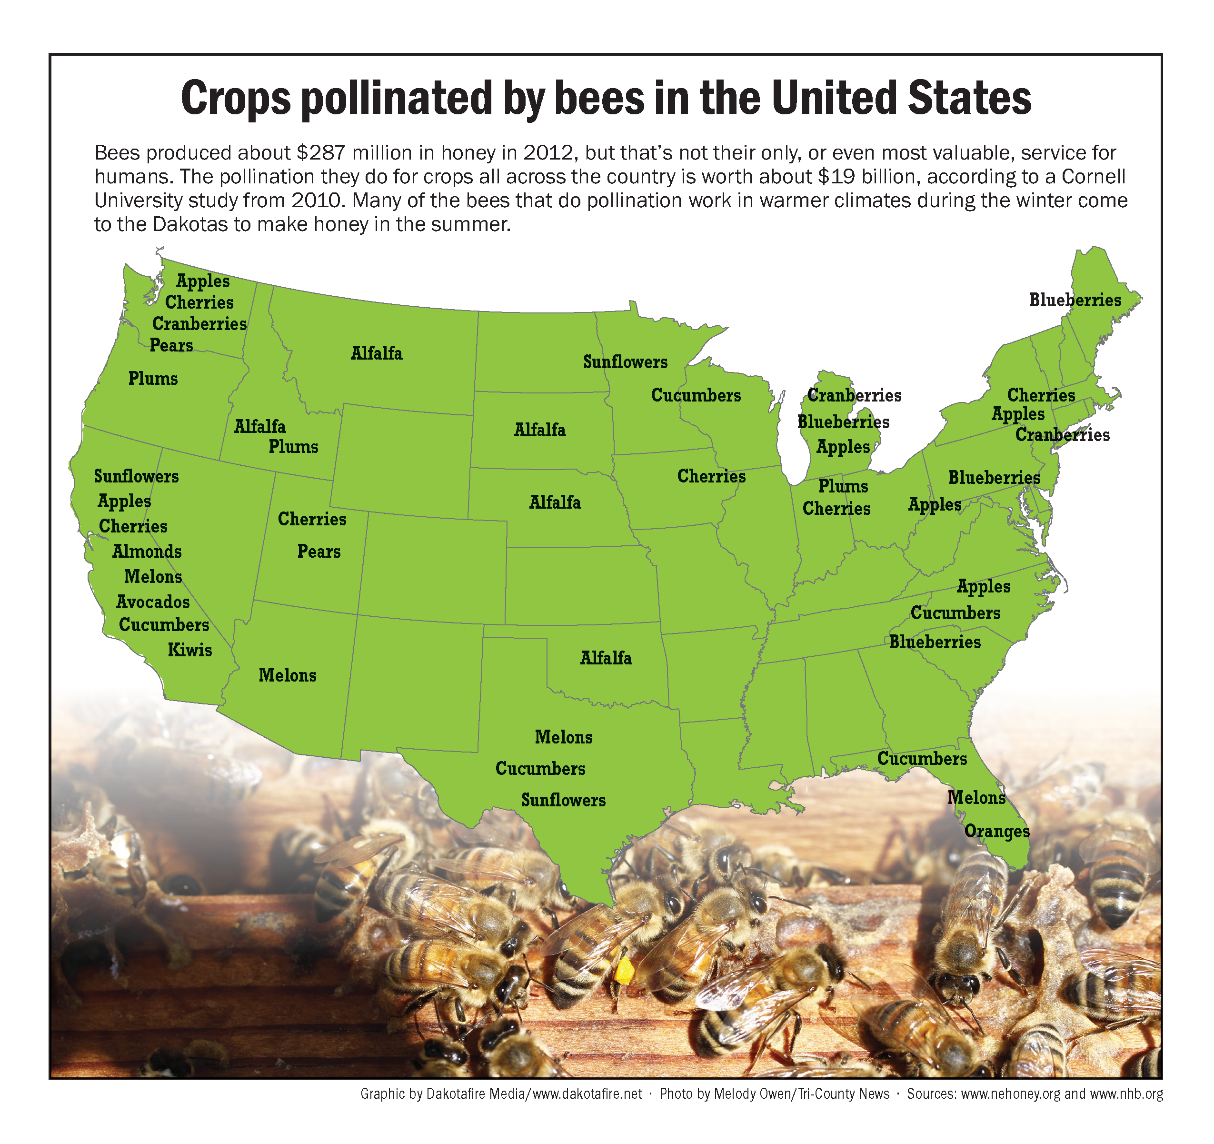 Crops pollinated by bees in the United States
Bees produced about $287 million in honey in 2012, but that's not their only, or even most valuable, service for
humans. The pollination they do for crops all across the country is worth about $19 billion, according to a Cornell
University study from 2010. Many of the bees that do pollination work in warmer climates during the winter come
to the Dakotas to make honey in the summer.
Apples
Cherries
Cranberries
Pears
Plums
Alfalfa
Alfalfa
Plums
Sunflowers
Apples
Cherries
Almonds
Melons
Avocados
Cucumbers
Kiwis
Cherries
Pears
Melons
Sunflowers
Cucumbers
Alfalfa
Alfalfa
Cherries
Alfalfa
Melons
Cucumbers
Sunflowers
Cranberries
Blueberries
Apples
Plums
Cherries
Blueberries
Cherries
Apples
Cranberries
Blueberries
Apples
Apples
Cucumbers
Blueberries
Cucumbers
Melons
Oranges
Graphic by Dakotafire Media/www.dakotafire.net · Photo by Melody Owen/Tri-County News · Sources: www.nehoney.org and www.nhb.org